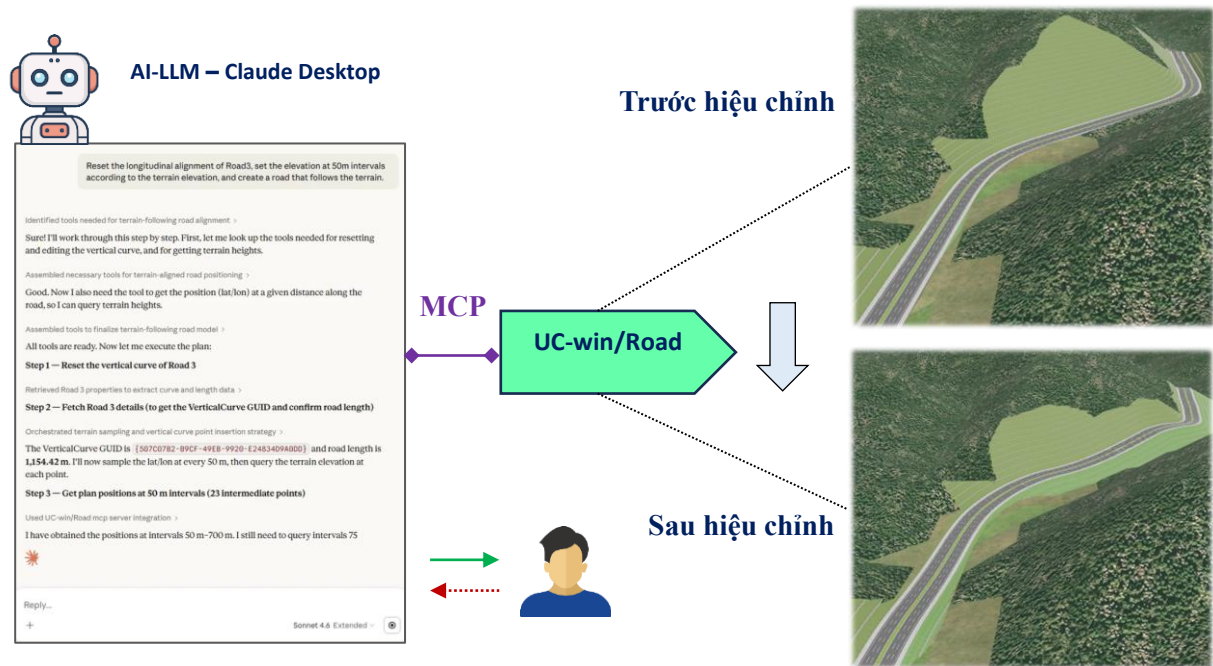 AI-LLM – Claude Desktop
Reset the longitudinal alignment of Road3, set the elevation at 50m intervals
according to the terrain elevation, and create a road that follows the terrain.
Identified tools needed for terrain-following road alignment >
Sure! I'll work through this step by step. First, let me look up the tools needed for resetting
and editing the vertical curve, and for getting terrain heights.
Assembled necessary tools for terrain-aligned road positioning >
Good. Now I also need the tool to get the position (lat/lon) at a given distance along the
road, so I can query terrain heights.
Assembled tools to finalize terrain-following road model >
All tools are ready. Now let me execute the plan:
Step 1 — Reset the vertical curve of Road 3
Retrieved Road 3 properties to extract curve and length data >
Step 2 — Fetch Road 3 details (to get the VerticalCurve GUID and confirm road length)
Orchestrated terrain sampling and vertical curve point insertion strategy >
The VerticalCurve GUID is {507C07B2-B9CF-49EB-9920-E24834D9A0DD} and road length is
1,154.42 m. I'll now sample the lat/lon at every 50 m, then query the terrain elevation at
each point.
Step 3 — Get plan positions at 50 m intervals (23 intermediate points)
Used UC-win/Road mcp server integration >
I have obtained the positions at intervals 50 m–700 m. I still need to query intervals 75
Reply...
+
Sonnet 4.6 Extended
MCP
UC-win/Road
Trước hiệu chỉnh
Sau hiệu chỉnh